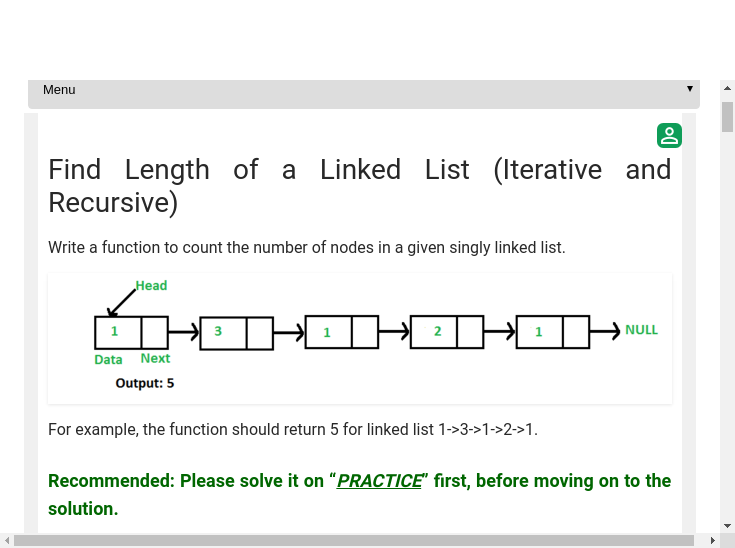 Menu
Find Length of a Linked List (Iterative and
Recursive)
Write a function to count the number of nodes in a given singly linked list.
Head
1 3 1 2 1 NULL
Data Next
Output: 5
For example, the function should return 5 for linked list 1->3->1->2->1.
Recommended: Please solve it on “PRACTICE” first, before moving on to the
solution.